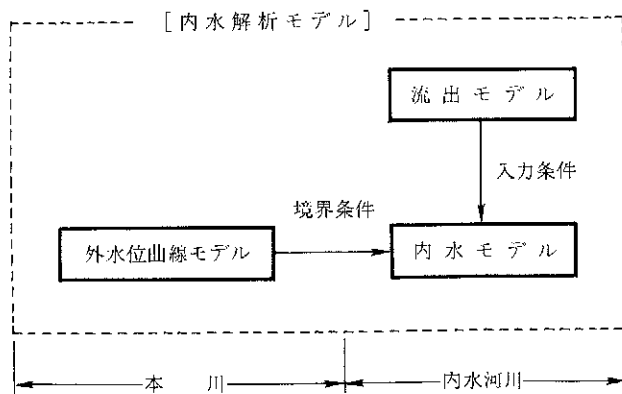 [内水解析モデル]
流出モデル
入力条件
境界条件
外水位曲線モデル
内水モデル
本川
内水河川